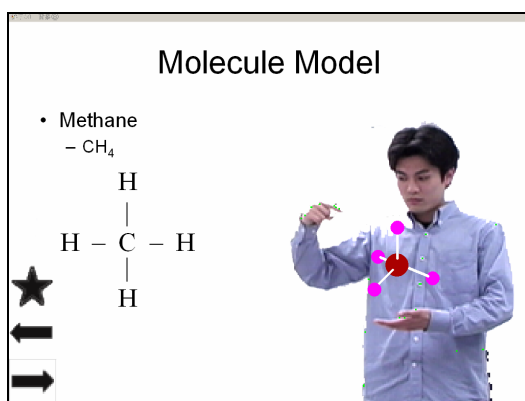 Molecule Model
• Methane
– CH₄
H
|
H – C – H
|
H